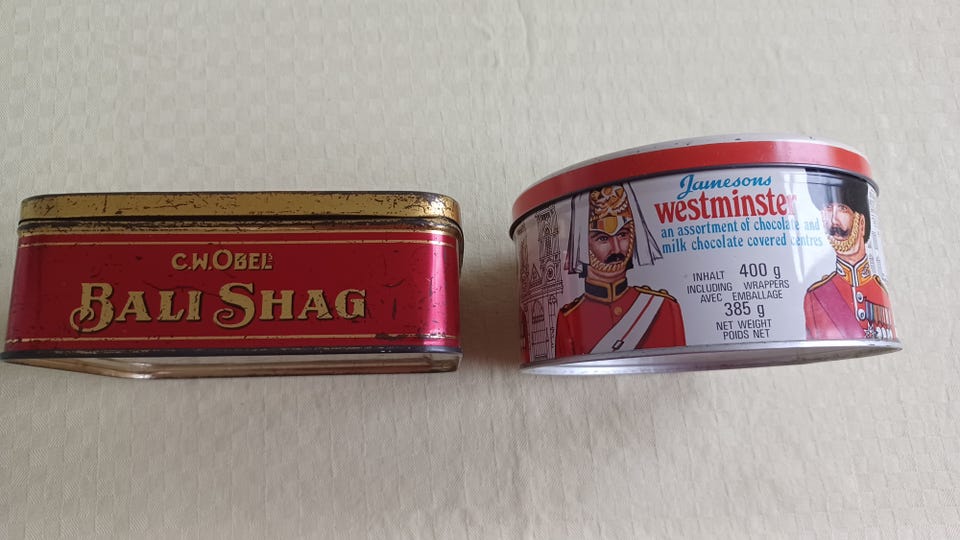 C.W.OBEL
BALI SHAG
Jamesons
westminster
an assortment of chocolate and
milk chocolate covered centres
INHALT 400 g
INCLUDING WRAPPERS
AVEC EMBALLAGE
385 g
NET WEIGHT
POIDS NET